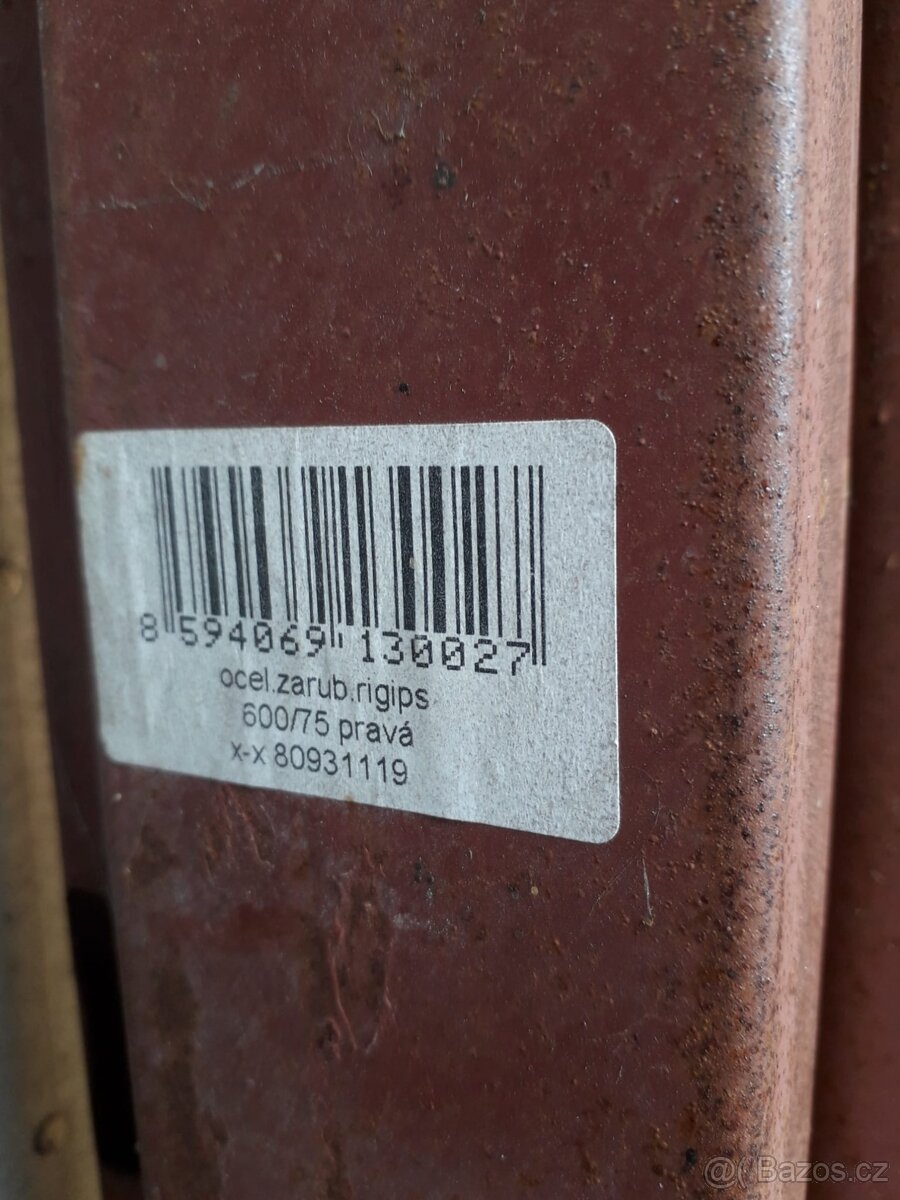 8 594069 130027
ocel.zarub.rigips
600/75 pravá
x-x 80931119
@( Bazos.cz